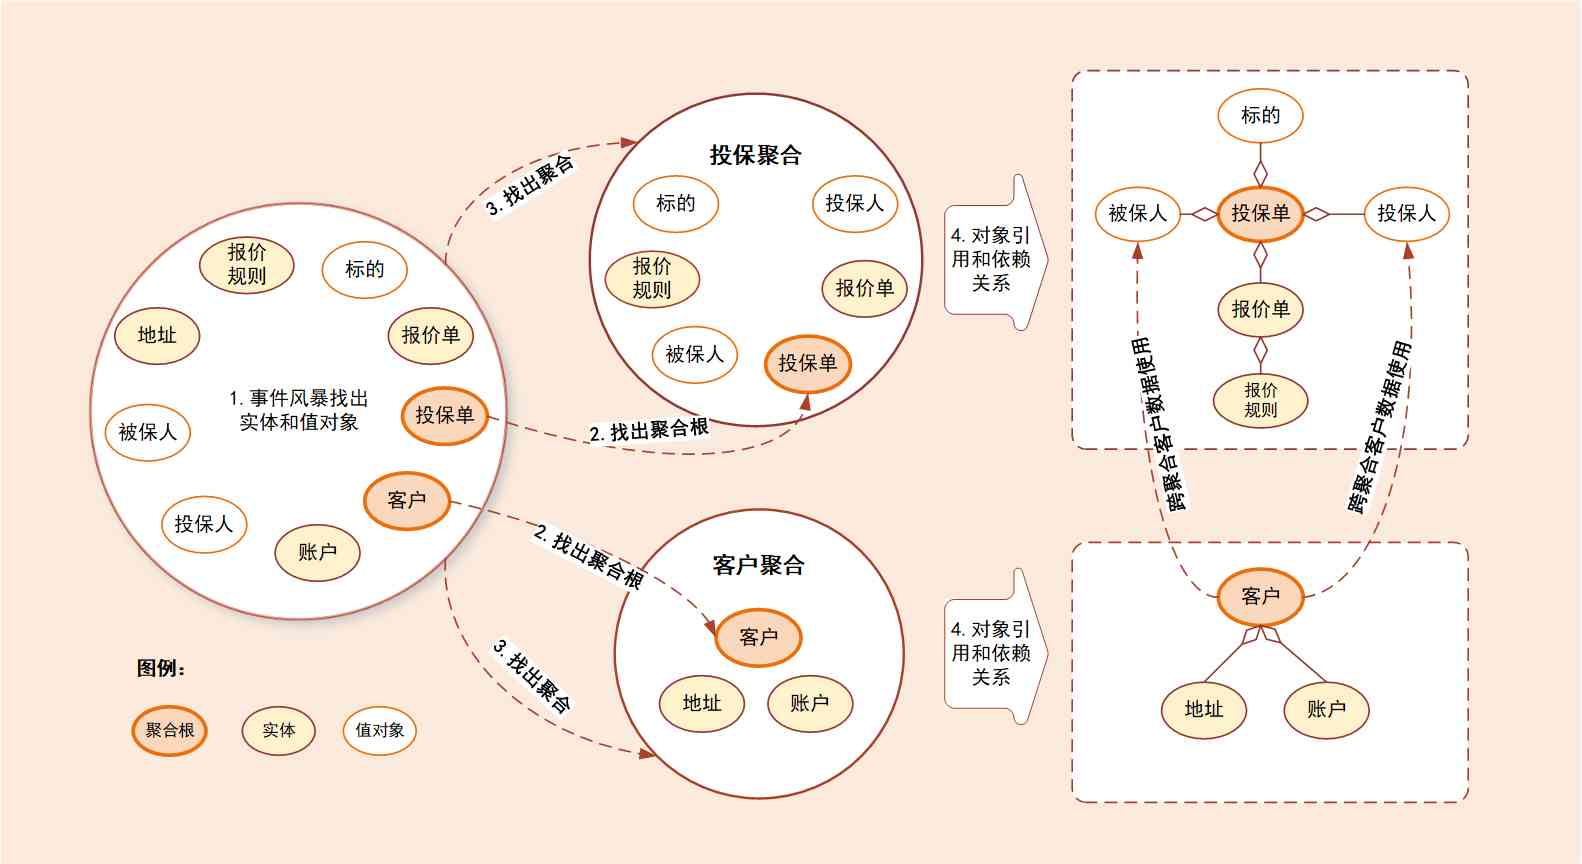 报价
规则
标的
地址
报价单
1. 事件风暴找出
实体和值对象
投保单
被保人
客户
投保人
账户
图例：
聚合根
实体
值对象
3. 找出聚合
2. 找出聚合根
2. 找出聚合根
3. 找出聚合
投保聚合
标的
投保人
报价
规则
报价单
被保人
投保单
客户聚合
客户
地址
账户
4. 对象引
用和依赖
关系
4. 对象引
用和依赖
关系
标的
被保人
投保单
投保人
报价单
报价
规则
跨聚合客户数据使用
跨聚合客户数据使用
客户
地址
账户